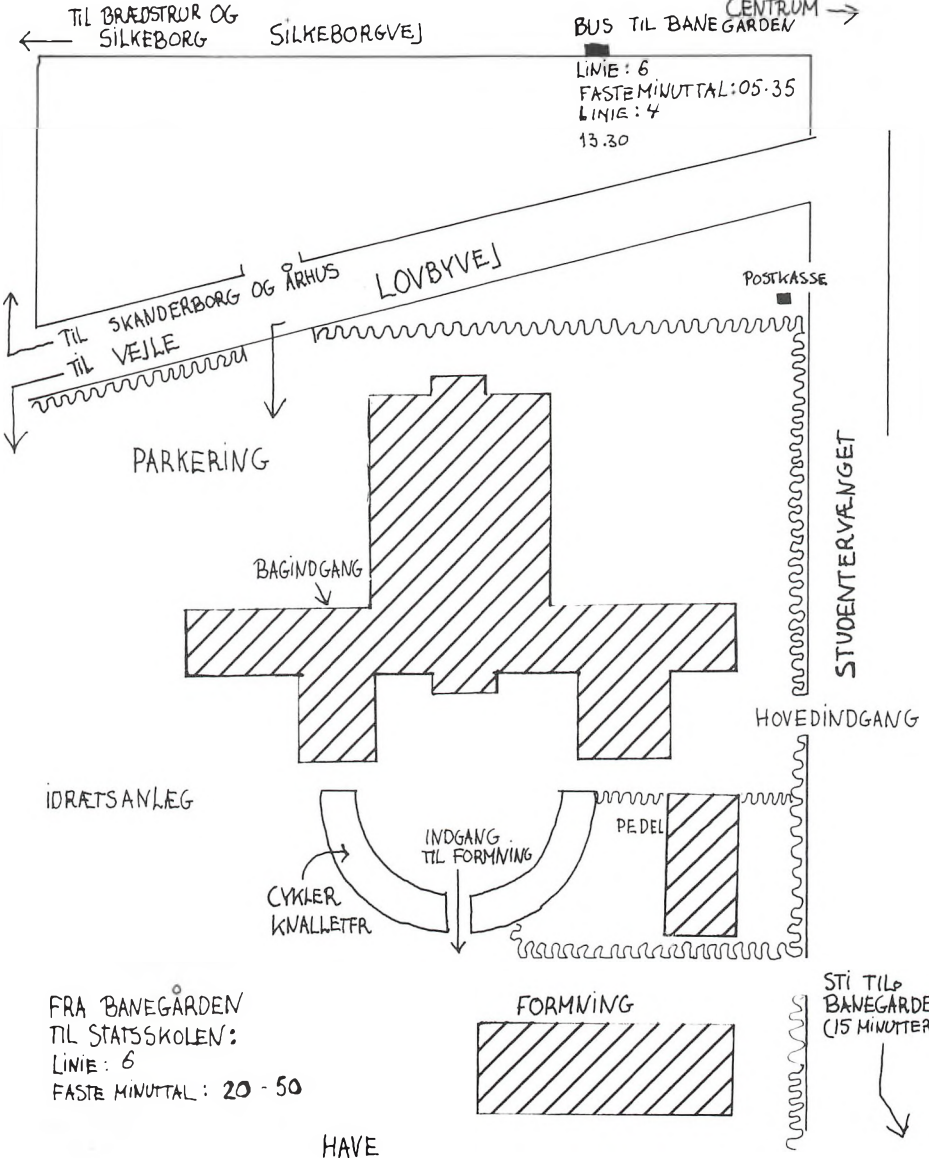 TIL BRÆDSTRUR OG
SILKEBORG
SILKEBORGVEJ
CENTRUM
BUS TIL BANEGÅRDEN
LINIE: 6
FASTE MINUTTAL: 05·35
LINIE: 4
13.30
LOVBYVEJ
TIL SKANDERBORG OG ÅRHUS
TIL VEJLE
POSTKASSE
PARKERING
STUDENTERVÆNGET
BAGINDGANG
HOVEDINDGANG
IDRÆTSANLÆG
PEDEL
INDGANG
TIL FORMNING
CYKLER
KNALLETER
FRA BANEGÅRDEN
TIL STATSSKOLEN:
LINIE: 6
FASTE MINUTTAL: 20 - 50
FORMNING
STI TIL
BANEGÅRDE
(15 MINUTTER
HAVE